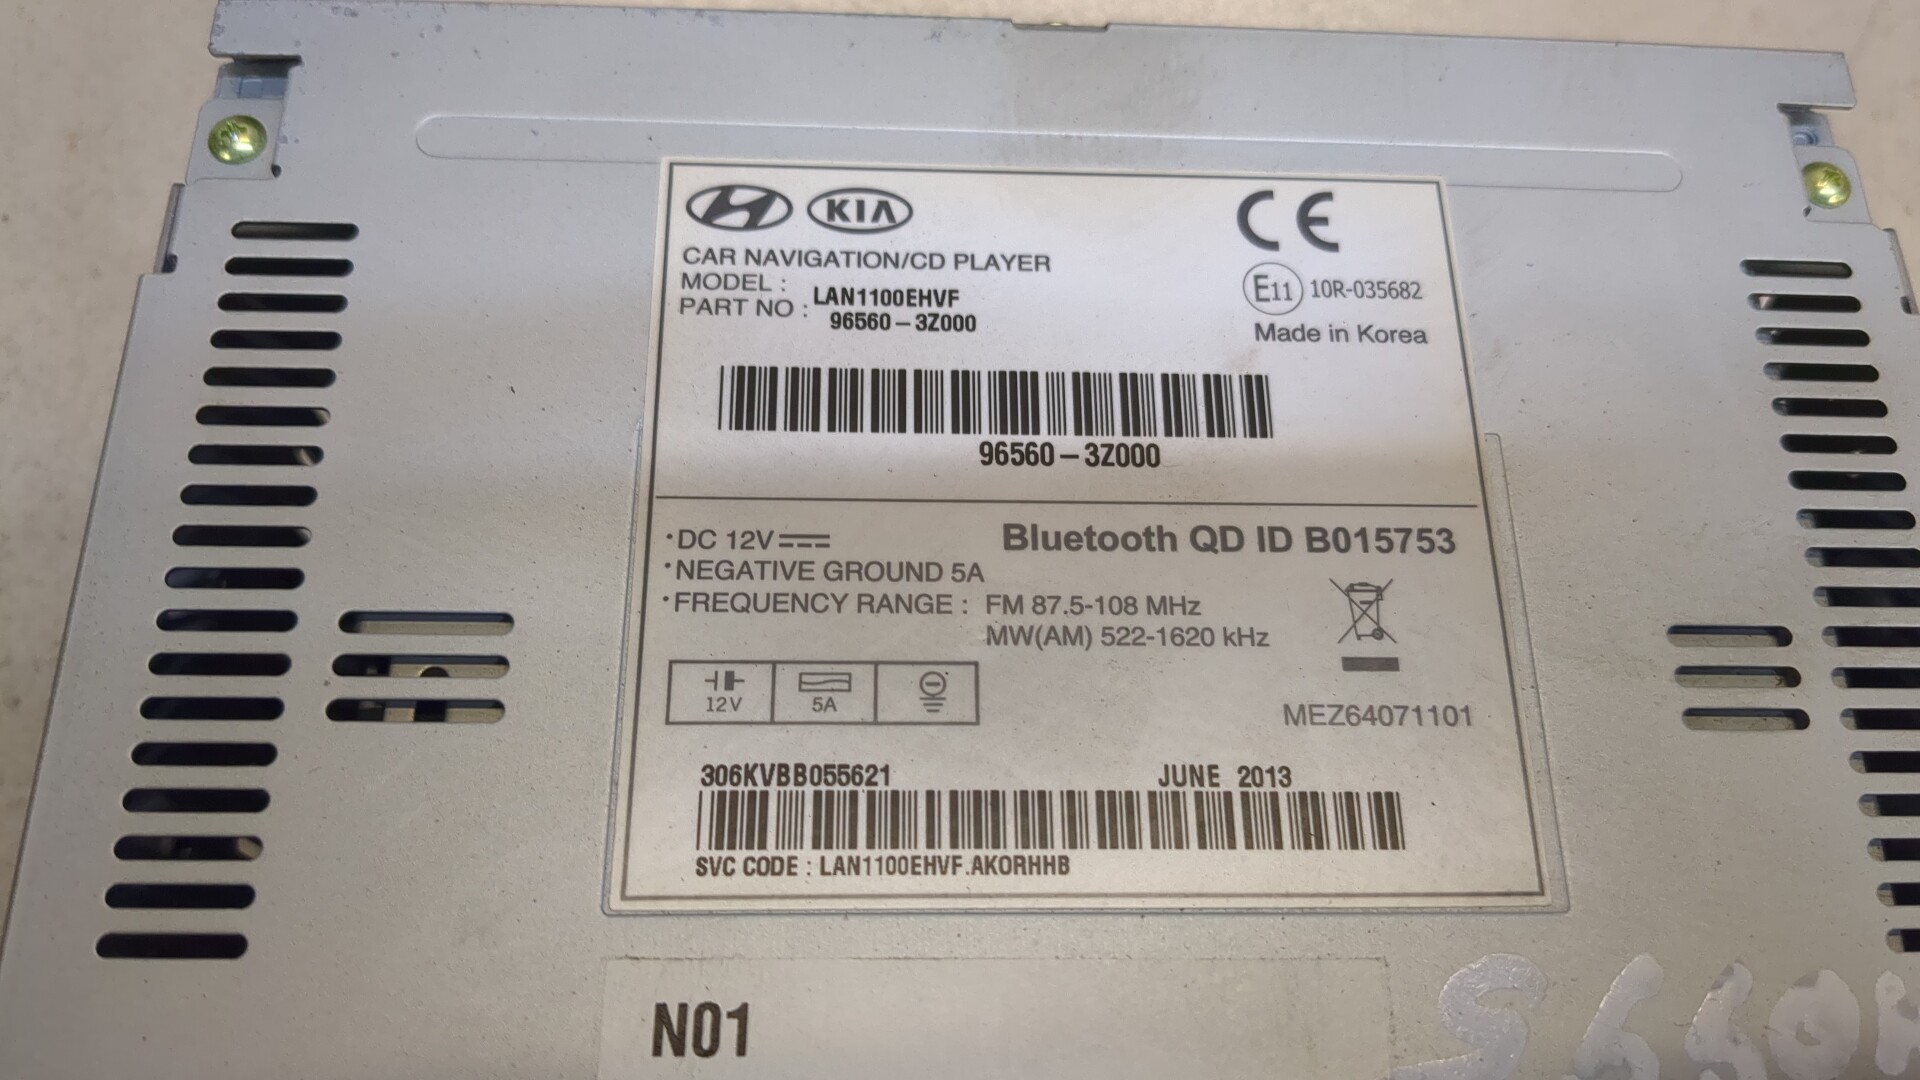 KIA
CE
CAR NAVIGATION/CD PLAYER
MODEL : LAN1100EHVF
PART NO : 96560-3Z000
E11 10R-035682
Made in Korea
96560-3Z000
·DC 12V
Bluetooth QD ID B015753
·NEGATIVE GROUND 5A
·FREQUENCY RANGE : FM 87.5-108 MHz
MW(AM) 522-1620 kHz
12V 5A
MEZ64071101
306KVBB055621 JUNE 2013
SVC CODE : LAN1100EHVF.AKORHHB
N01